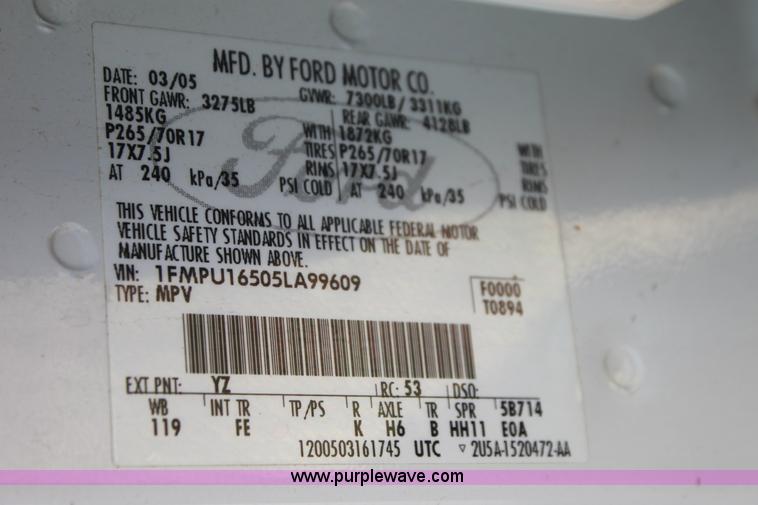 MFD. BY FORD MOTOR CO.
DATE: 03/05 GVWR: 7300LB/ 3311KG
FRONT GAWR: 3275LB REAR GAWR: 4128LB
1485KG WITH 1872KG WITH
P265/70R17 TIRES P265/70R17 TIRES
17X7.5J RIMS 17X7.5J RIMS
AT 240 kPa/35 PSI COLD AT 240 kPa/35 PSI COLD
Ford
THIS VEHICLE CONFORMS TO ALL APPLICABLE FEDERAL MOTOR
VEHICLE SAFETY STANDARDS IN EFFECT ON THE DATE OF
MANUFACTURE SHOWN ABOVE.
VIN: 1FMPU16505LA99609 F0000
TYPE: MPV T0894
EXT PNT: YZ RC: 53 DSO:
WB INT TR TP/PS R AXLE TR SPR 5B714
119 FE K H6 B HH11 E0A
1200503161745 UTC ▽ 2U5A-1520472-AA
www.purplewave.com